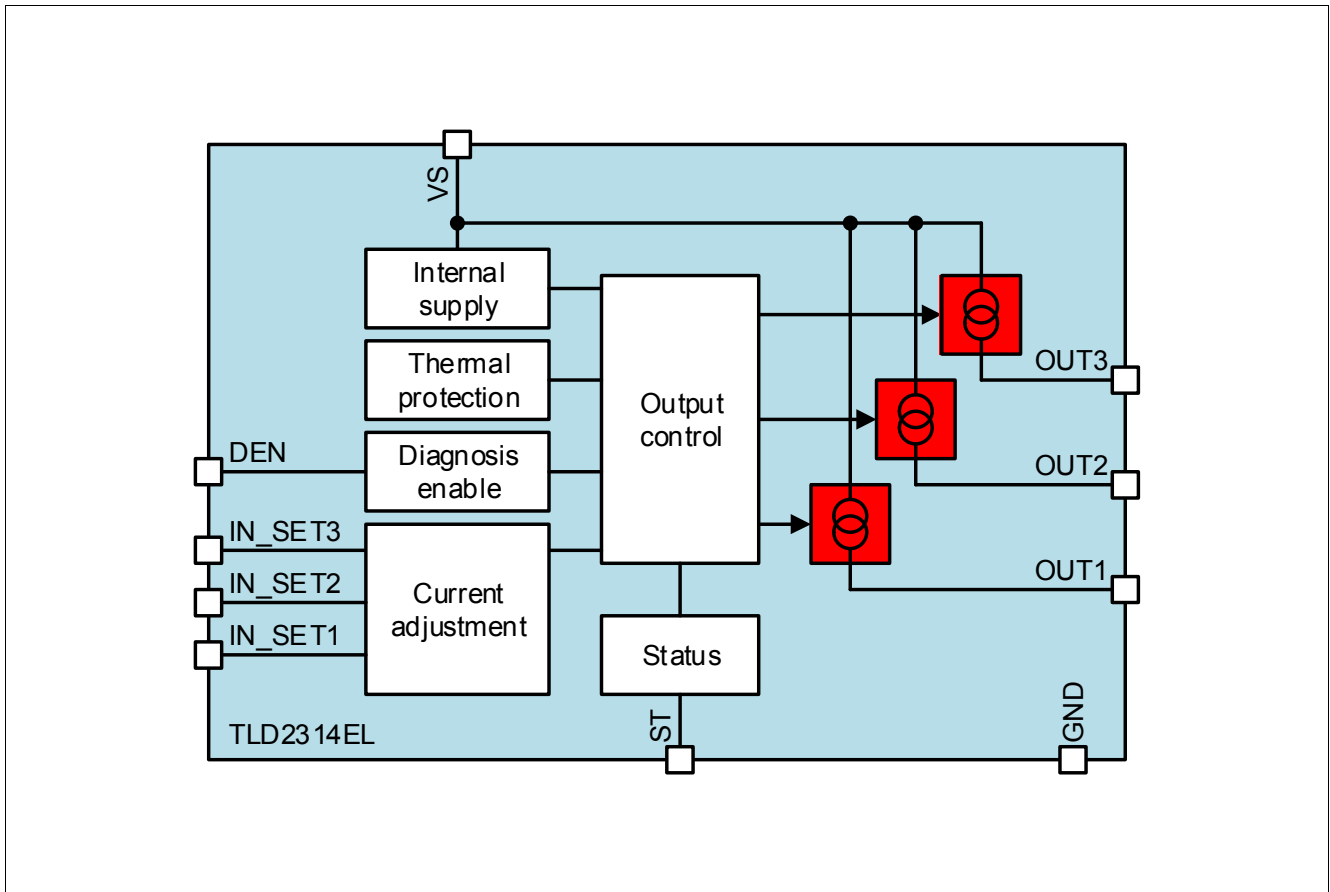 VS
Internal
supply
Thermal
protection
Output
control
OUT3
DEN
Diagnosis
enable
OUT2
IN_SET3
IN_SET2
IN_SET1
Current
adjustment
OUT1
Status
TLD2314EL
ST
GND